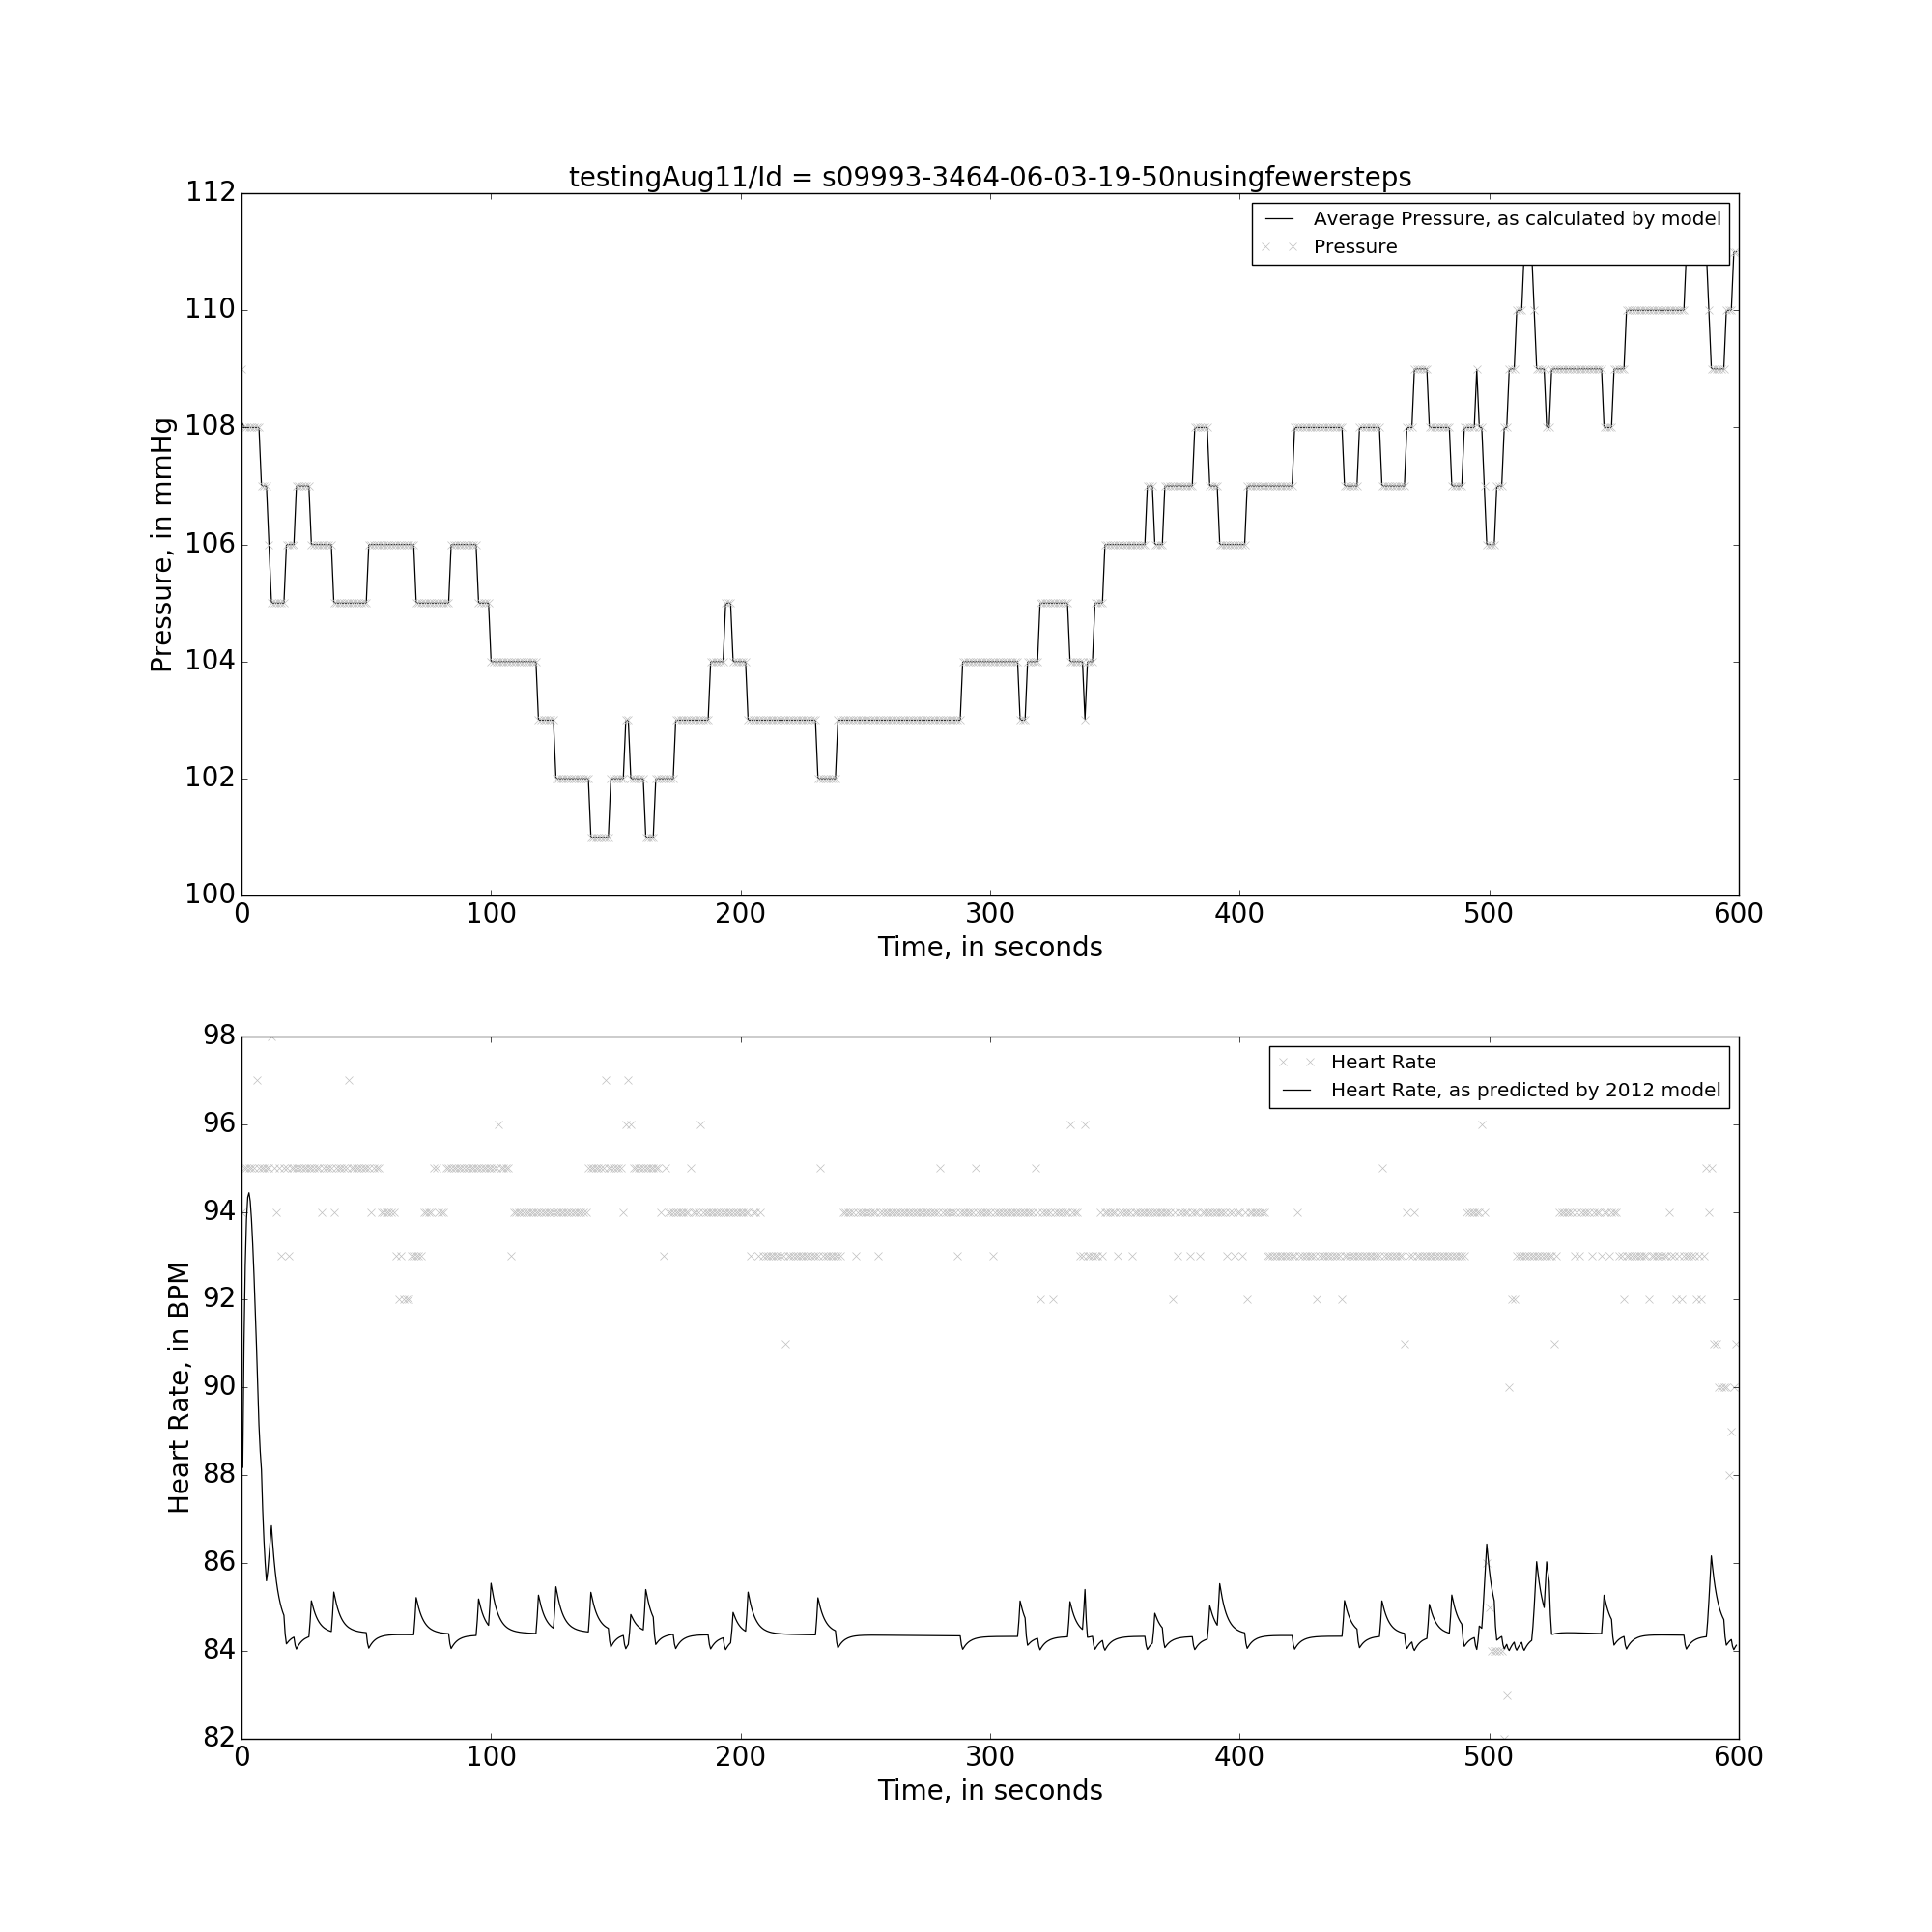 testingAug11/Id = s09993-3464-06-03-19-50nusingfewersteps
112
110
108
106
104
102
100
Pressure, in mmHg
Average Pressure, as calculated by model
Pressure
0 100 200 300 400 500 600
Time, in seconds
98
96
94
92
90
88
86
84
82
Heart Rate, in BPM
Heart Rate
Heart Rate, as predicted by 2012 model
0 100 200 300 400 500 600
Time, in seconds